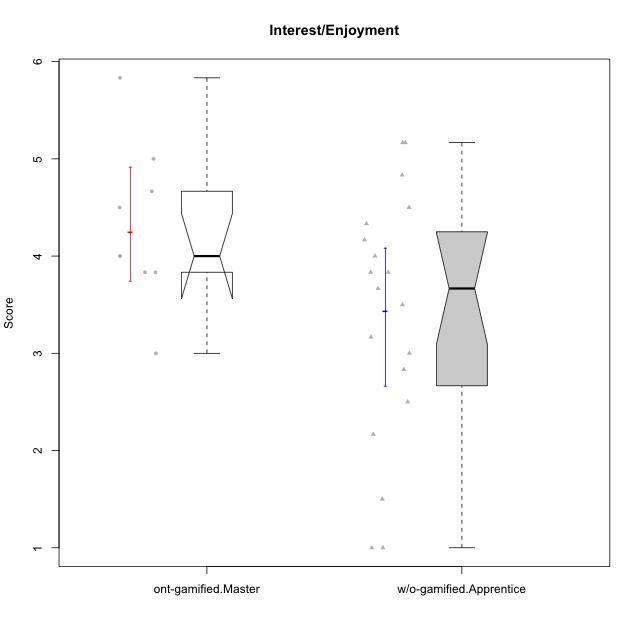 Interest/Enjoyment
6
5
4
3
2
1
Score
ont-gamified.Master
w/o-gamified.Apprentice